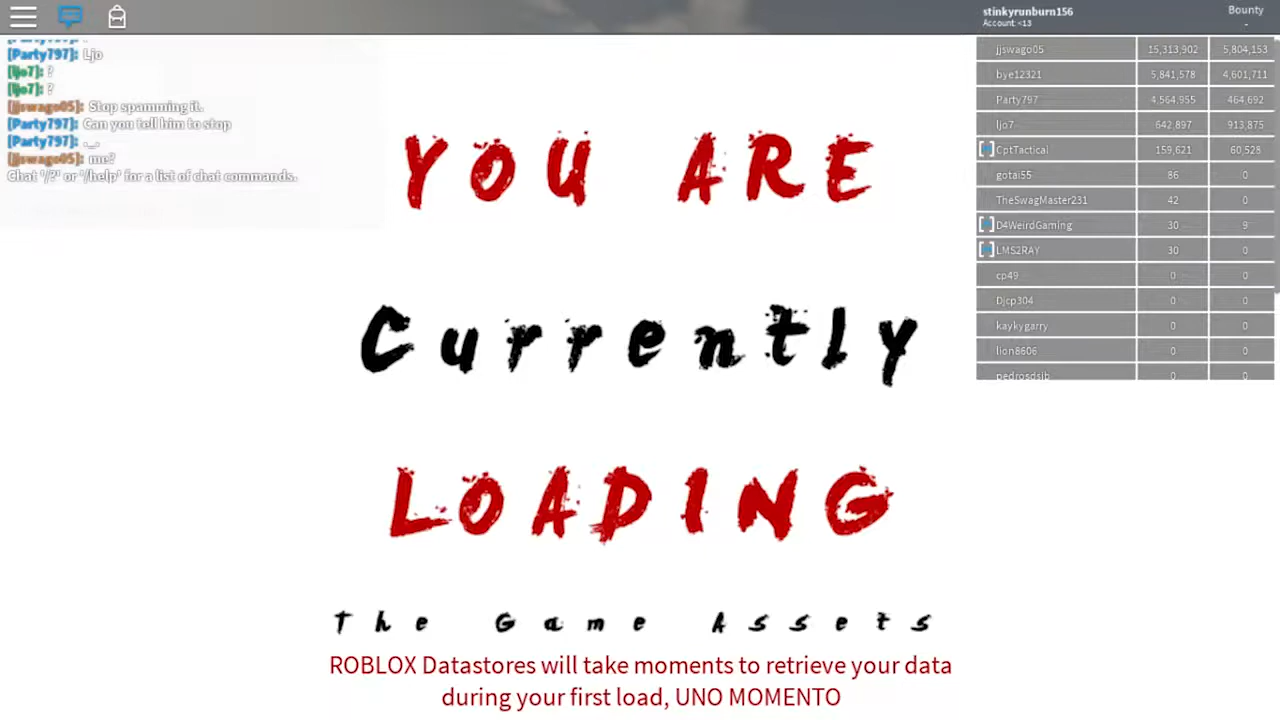 stinkyrunburn156
Account: <13
Bounty
-
[Party797]: Ljo
[ljo7]: ?
[ljo7]: ?
[jjswago05]: Stop spamming it.
[Party797]: Can you tell him to stop
[Party797]: ._.
[jjswago05]: me?
Chat '/?' or '/help' for a list of chat commands.
jjswago05 15,313,902 5,804,153
bye12321 5,841,578 4,601,711
Party797 4,564,955 464,692
ljo7 642,897 913,875
CptTactical 159,621 60,528
gotai55 86 0
TheSwagMaster231 42 0
D4WeirdGaming 30 9
LMS2RAY 30 0
cp49 0 0
Djcp304 0 0
kaykygarry 0 0
lion8606 0 0
pedrosdsib 0 0
YOU ARE
Currently
LOADING
The Game Assets
ROBLOX Datastores will take moments to retrieve your data
during your first load, UNO MOMENTO